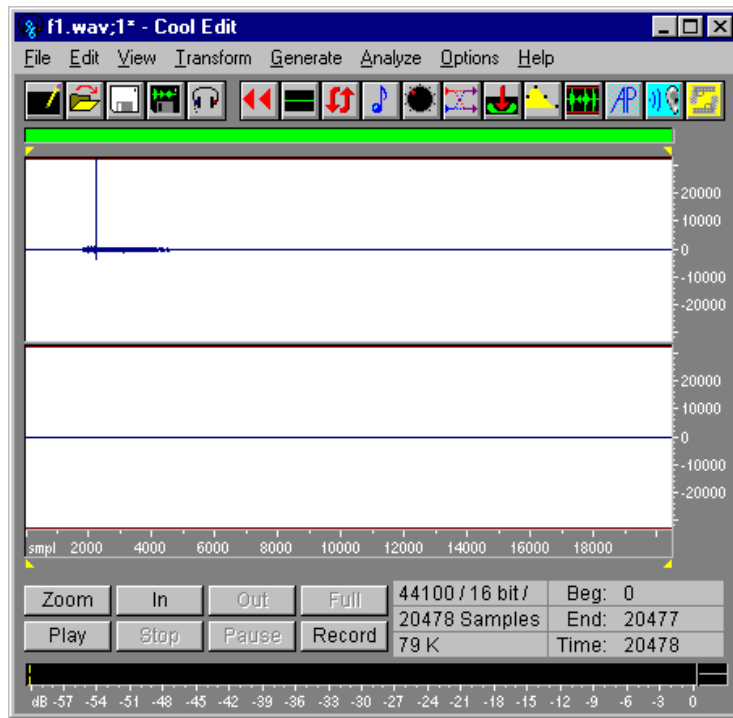 f1.wav;1* - Cool Edit
File Edit View Transform Generate Analyze Options Help
AP
20000
10000
0
-10000
-20000
20000
10000
0
-10000
-20000
smpl 2000 4000 6000 8000 10000 12000 14000 16000 18000
Zoom In Out Full 44100 / 16 bit / Beg: 0
20478 Samples End: 20477
Play Stop Pause Record 79 K Time: 20478
dB -57 -54 -51 -48 -45 -42 -39 -36 -33 -30 -27 -24 -21 -18 -15 -12 -9 -6 -3 0